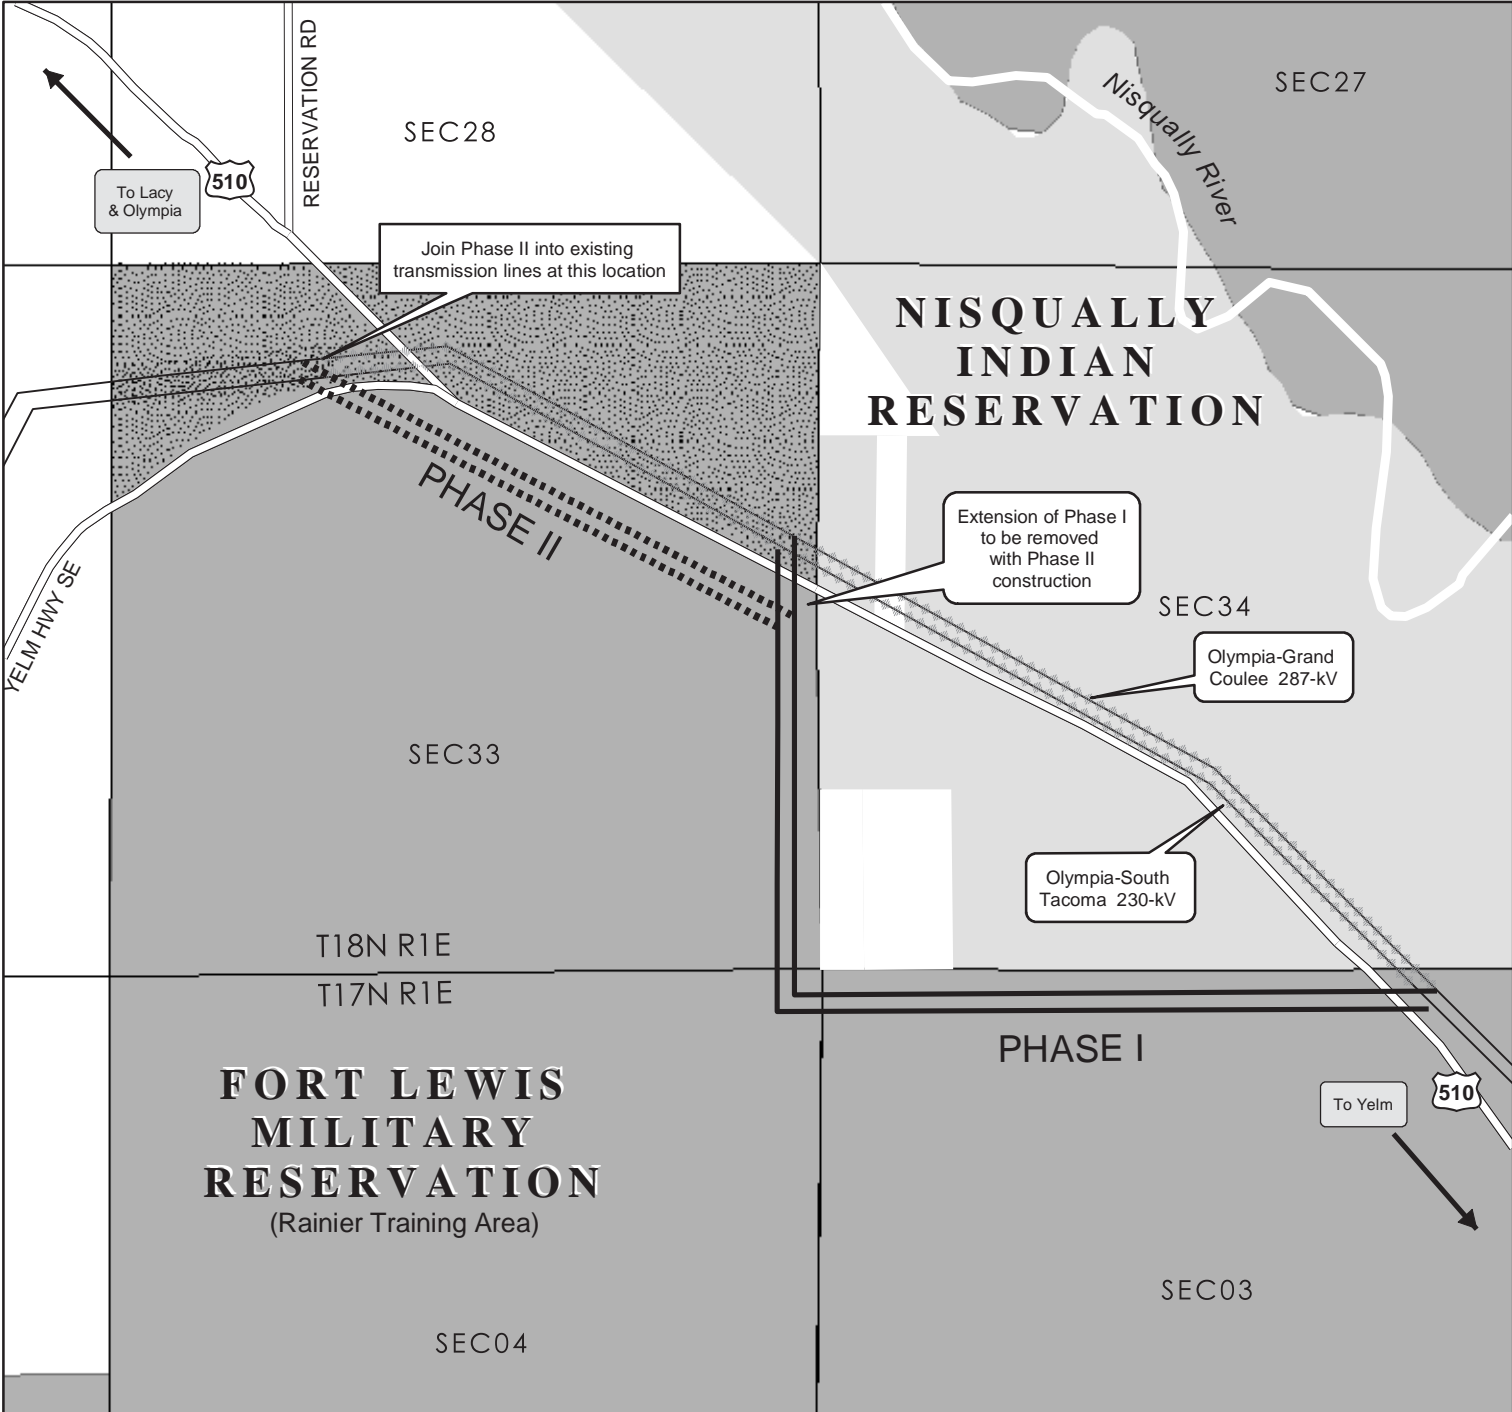 RESERVATION RD
SEC27
Nisqually River
SEC28
510
To Lacy
& Olympia
Join Phase II into existing
transmission lines at this location
NISQUALLY
INDIAN
RESERVATION
PHASE II
Extension of Phase I
to be removed
with Phase II
construction
YELM HWY SE
SEC34
Olympia-Grand
Coulee 287-kV
SEC33
Olympia-South
Tacoma 230-kV
T18N R1E
T17N R1E
PHASE I
FORT LEWIS
MILITARY
RESERVATION
(Rainier Training Area)
510
To Yelm
SEC03
SEC04